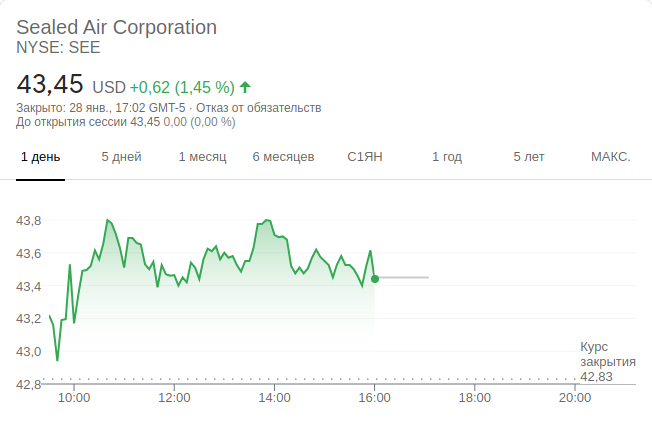 Sealed Air Corporation
NYSE: SEE
43,45 USD +0,62 (1,45 %)
Закрыто: 28 янв., 17:02 GMT-5 · Отказ от обязательств
До открытия сессии 43,45 0,00 (0,00 %)
1 день 5 дней 1 месяц 6 месяцев С1ЯН 1 год 5 лет МАКС.
43,8
43,6
43,4
43,2
43,0
42,8
Курс
закрытия
42,83
10:00 12:00 14:00 16:00 18:00 20:00